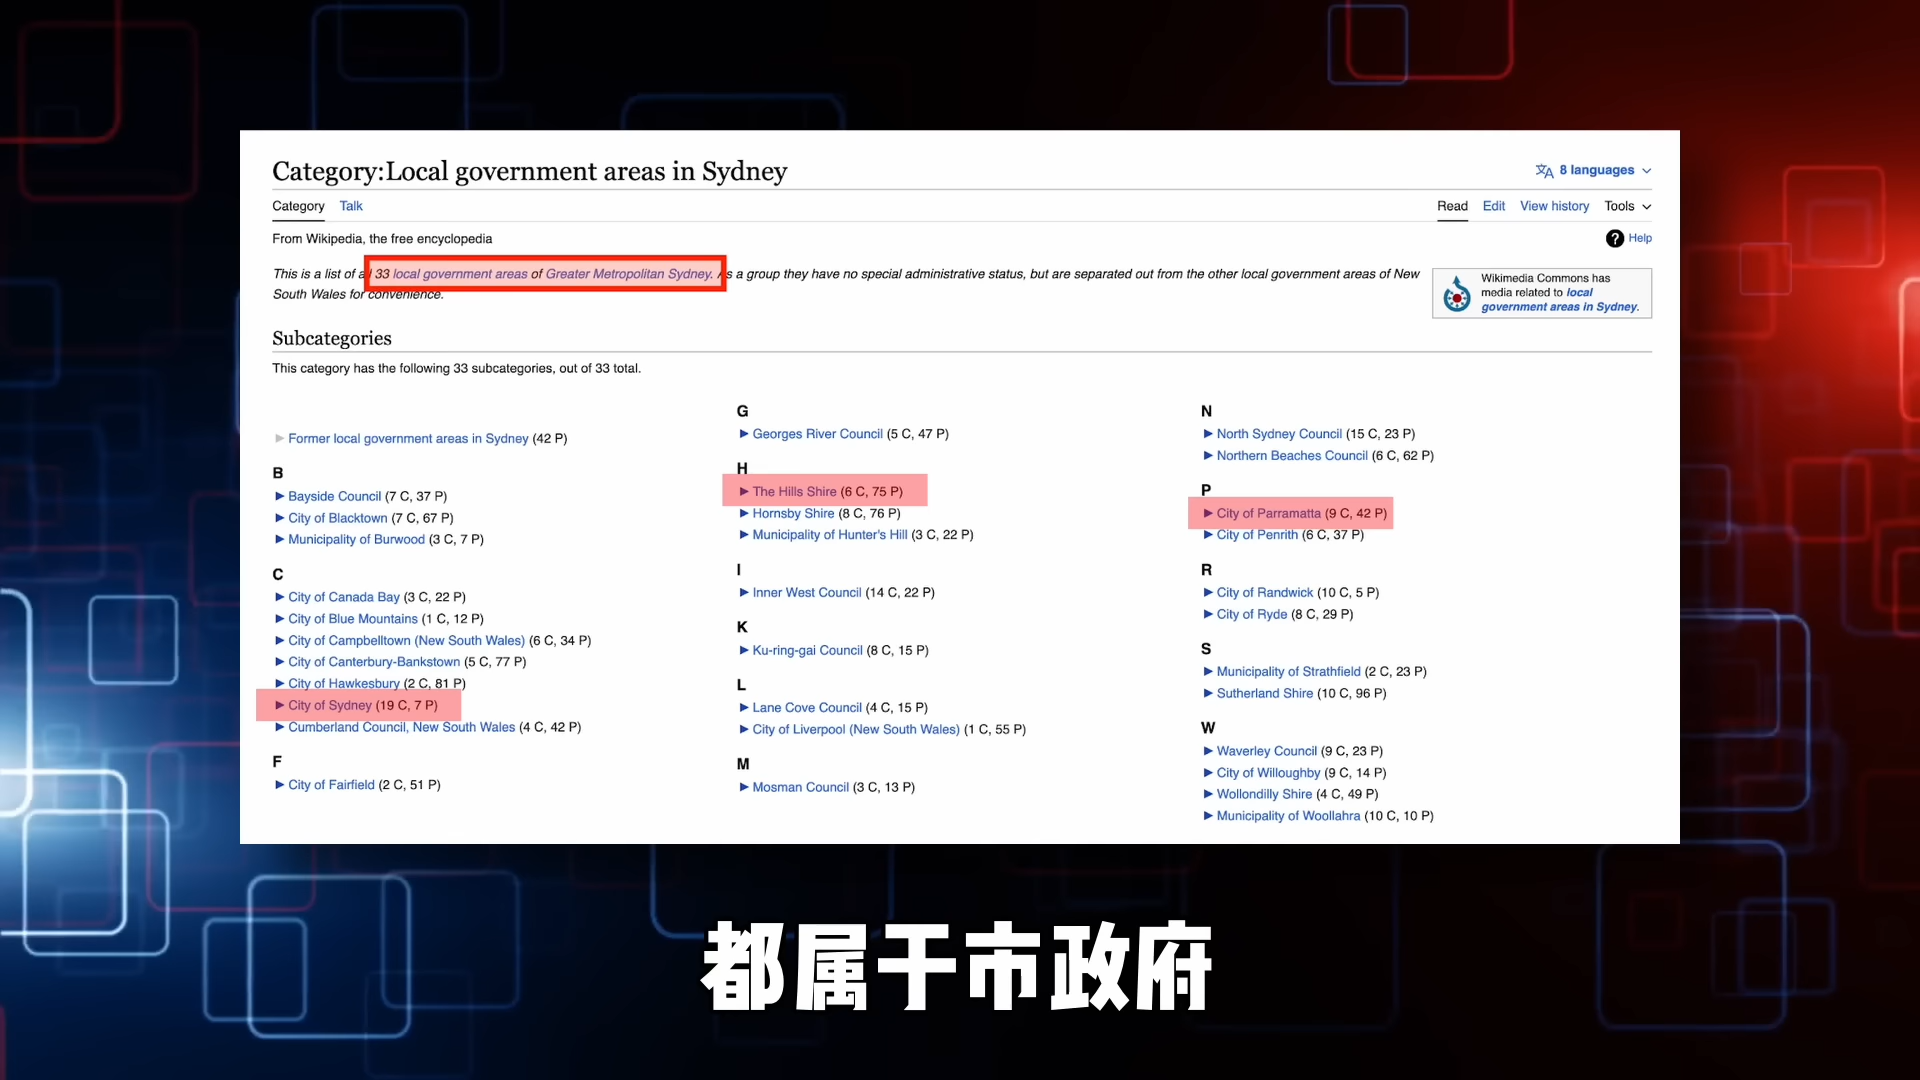 Category:Local government areas in Sydney
8 languages
Category Talk
Read Edit View history Tools
From Wikipedia, the free encyclopedia
Help
This is a list of all 33 local government areas of Greater Metropolitan Sydney. As a group they have no special administrative status, but are separated out from the other local government areas of New
South Wales for convenience.
Wikimedia Commons has
media related to local
government areas in Sydney.
Subcategories
This category has the following 33 subcategories, out of 33 total.
Former local government areas in Sydney (42 P)
B
Bayside Council (7 C, 37 P)
City of Blacktown (7 C, 67 P)
Municipality of Burwood (3 C, 7 P)
C
City of Canada Bay (3 C, 22 P)
City of Blue Mountains (1 C, 12 P)
City of Campbelltown (New South Wales) (6 C, 34 P)
City of Canterbury-Bankstown (5 C, 77 P)
City of Hawkesbury (2 C, 81 P)
City of Sydney (19 C, 7 P)
Cumberland Council, New South Wales (4 C, 42 P)
F
City of Fairfield (2 C, 51 P)
G
Georges River Council (5 C, 47 P)
H
The Hills Shire (6 C, 75 P)
Hornsby Shire (8 C, 76 P)
Municipality of Hunter's Hill (3 C, 22 P)
I
Inner West Council (14 C, 22 P)
K
Ku-ring-gai Council (8 C, 15 P)
L
Lane Cove Council (4 C, 15 P)
City of Liverpool (New South Wales) (1 C, 55 P)
M
Mosman Council (3 C, 13 P)
N
North Sydney Council (15 C, 23 P)
Northern Beaches Council (6 C, 62 P)
P
City of Parramatta (9 C, 42 P)
City of Penrith (6 C, 37 P)
R
City of Randwick (10 C, 5 P)
City of Ryde (8 C, 29 P)
S
Municipality of Strathfield (2 C, 23 P)
Sutherland Shire (10 C, 96 P)
W
Waverley Council (9 C, 23 P)
City of Willoughby (9 C, 14 P)
Wollondilly Shire (4 C, 49 P)
Municipality of Woollahra (10 C, 10 P)
都属于市政府